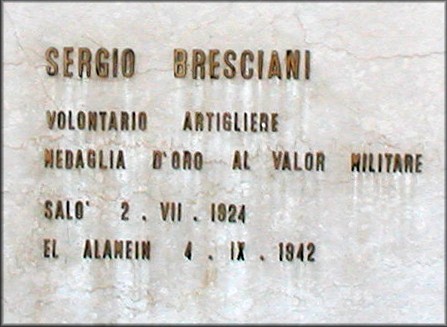 SERGIO BRESCIANI
VOLONTARIO ARTIGLIERE
MEDAGLIA D'ORO AL VALOR MILITARE
SALO' 2. VII. 1924
EL ALAMEIN 4. IX. 1942